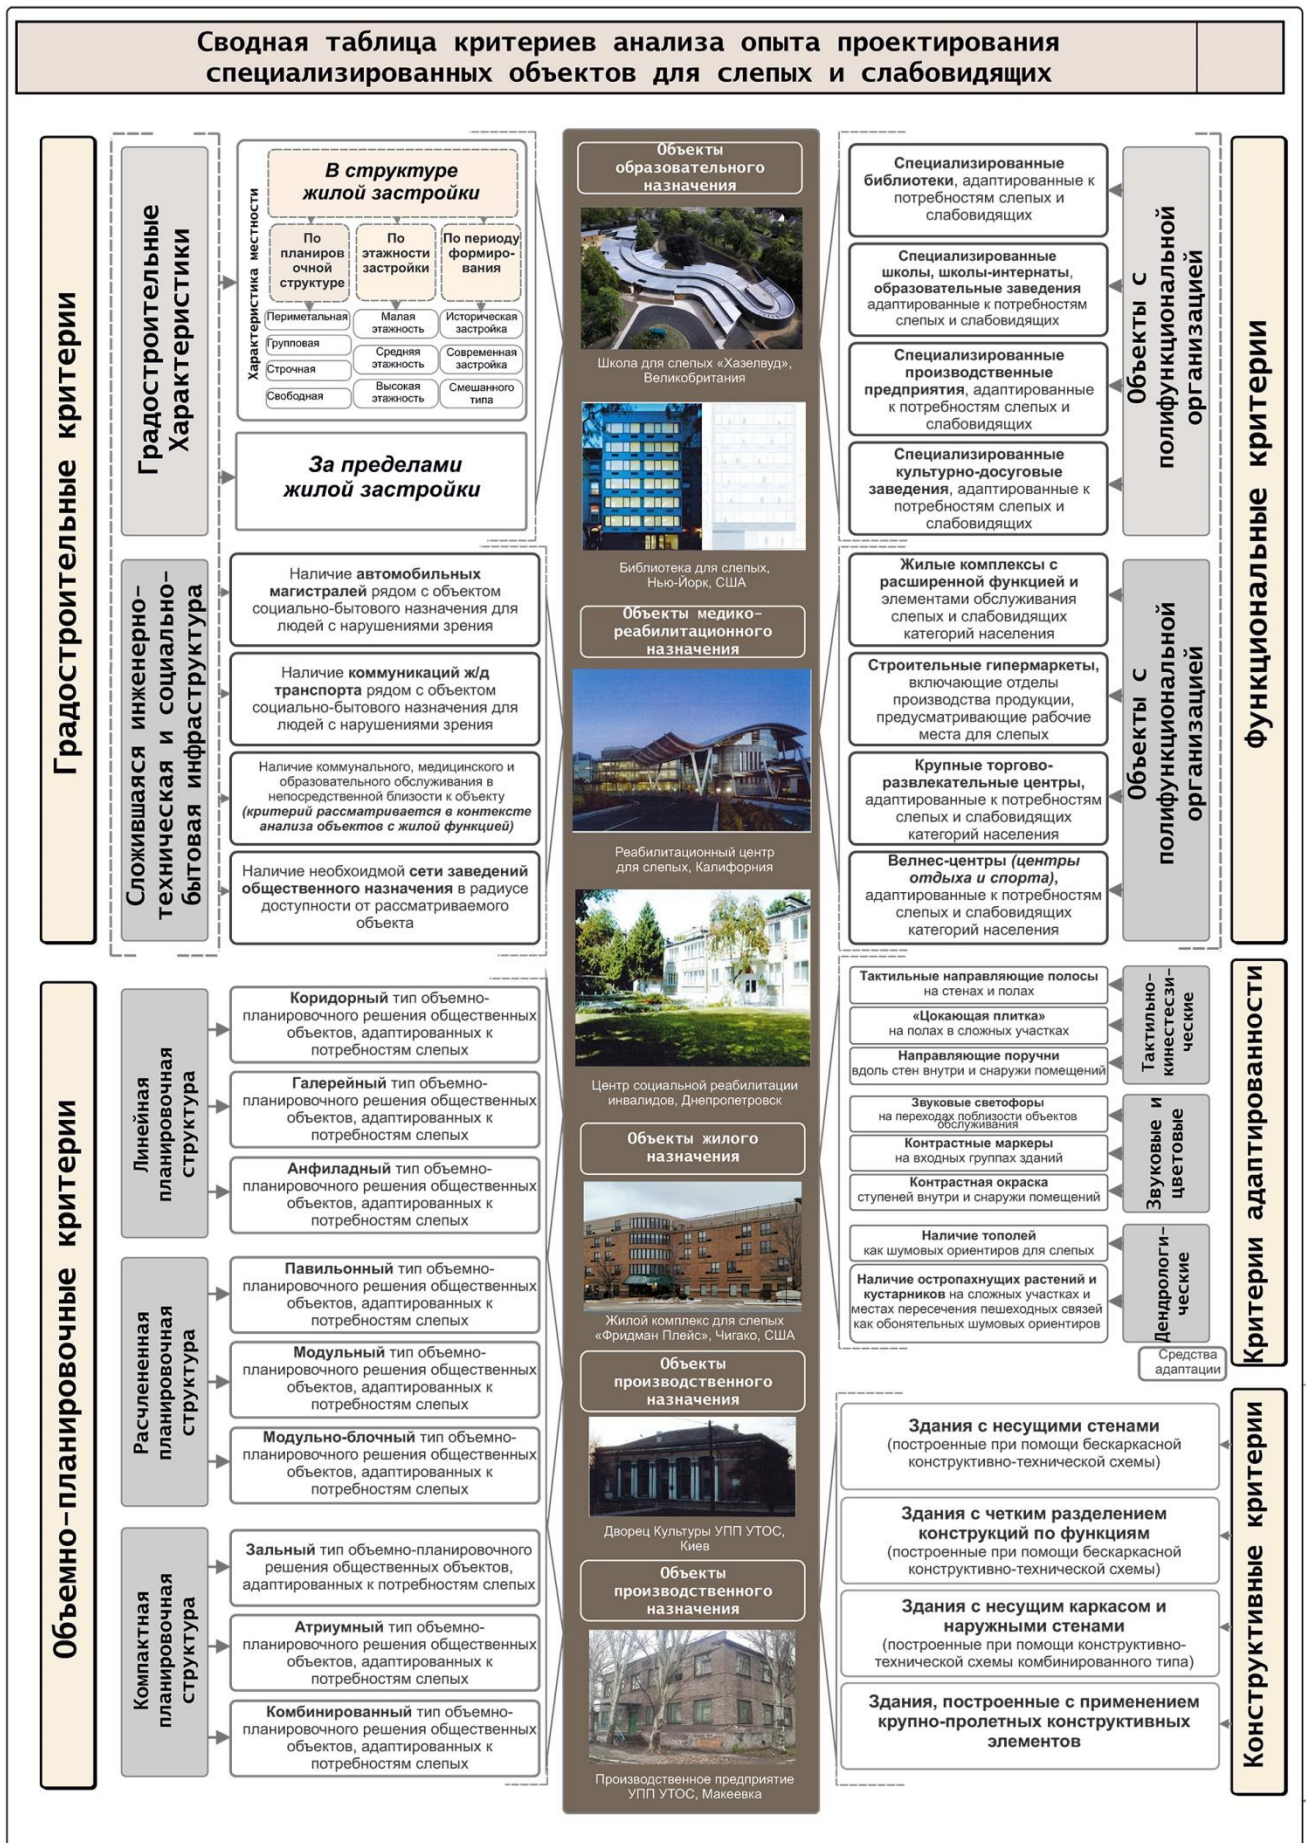 Сводная таблица критериев анализа опыта проектирования
специализированных объектов для слепых и слабовидящих
Градостроительные критерии
Градостроительные
Характеристики
Характеристика местности
В структуре
жилой застройки
По
планиров
очной
структуре
По
этажности
застройки
По периоду
формиро-
вания
Периметальная
Групповая
Строчная
Свободная
Малая
этажность
Средняя
этажность
Высокая
этажность
Историческая
застройка
Современная
застройка
Смешанного
типа
За пределами
жилой застройки
Сложившаяся инженерно-
техническая и социально-
бытовая инфраструктура
Наличие автомобильных
магистралей рядом с объектом
социально-бытового назначения для
людей с нарушениями зрения
Наличие коммуникаций ж/д
транспорта рядом с объектом
социально-бытового назначения для
людей с нарушениями зрения
Наличие коммунального, медицинского и
образовательного обслуживания в
непосредственной близости к объекту
(критерий рассматривается в контексте
анализа объектов с жилой функцией)
Наличие необхоидмой сети заведений
общественного назначения в радиусе
доступности от рассматриваемого
объекта
Объемно-планировочные критерии
Линейная
планировочная
структура
Коридорный тип объемно-
планировочного решения общественных
объектов, адаптированных к
потребностям слепых
Галерейный тип объемно-
планировочного решения общественных
объектов, адаптированных к
потребностям слепых
Анфиладный тип объемно-
планировочного решения общественных
объектов, адаптированных к
потребностям слепых
Расчлененная
планировочная
структура
Павильонный тип объемно-
планировочного решения общественных
объектов, адаптированных к
потребностям слепых
Модульный тип объемно-
планировочного решения общественных
объектов, адаптированных к
потребностям слепых
Модульно-блочный тип объемно-
планировочного решения общественных
объектов, адаптированных к
потребностям слепых
Компактная
планировочная
структура
Зальный тип объемно-планировочного
решения общественных объектов,
адаптированных к потребностям слепых
Атриумный тип объемно-
планировочного решения общественных
объектов, адаптированных к
потребностям слепых
Комбинированный тип объемно-
планировочного решения общественных
объектов, адаптированных к
потребностям слепых
Объекты
образовательного
назначения
Школа для слепых «Хазелвуд»,
Великобритания
Библиотека для слепых,
Нью-Йорк, США
Объекты медико-
реабилитационного
назначения
Реабилитационный центр
для слепых, Калифорния
Центр социальной реабилитации
инвалидов, Днепропетровск
Объекты жилого
назначения
Жилой комплекс для слепых
«Фридман Плейс», Чигако, США
Объекты
производственного
назначения
Дворец Культуры УПП УТОС,
Киев
Объекты
производственного
назначения
Производственное предприятие
УПП УТОС, Макеевка
Специализированные
библиотеки, адаптированные к
потребностям слепых и
слабовидящих
Специализированные
школы, школы-интернаты,
образовательные заведения
адаптированные к потребностям
слепых и слабовидящих
Специализированные
производственные
предприятия, адаптированные
к потребностям слепых и
слабовидящих
Специализированные
культурно-досуговые
заведения, адаптированные к
потребностям слепых и
слабовидящих
Объекты с
полифункциональной
организацией
Функциональные критерии
Жилые комплексы с
расширенной функцией и
элементами обслуживания
слепых и слабовидящих
категорий населения
Строительные гипермаркеты,
включающие отделы
производства продукции,
предусматривающие рабочие
места для слепых
Крупные торгово-
развлекательные центры,
адаптированные к потребностям
слепых и слабовидящих
категорий населения
Велнес-центры (центры
отдыха и спорта),
адаптированные к потребностям
слепых и слабовидящих
категорий населения
Объекты с
полифункциональной
организацией
Тактильные направляющие полосы
на стенах и полах
«Цокающая плитка»
на полах в сложных участках
Направляющие поручни
вдоль стен внутри и снаружи помещений
Тактильно-
кинестеззи-
ческие
Звуковые светофоры
на переходах поблизости объектов
обслуживания
Контрастные маркеры
на входных группах зданий
Контрастная окраска
ступеней внутри и снаружи помещений
Звуковые и
цветовые
Наличие тополей
как шумовых ориентиров для слепых
Наличие остропахнущих растений и
кустарников на сложных участках и
местах пересечения пешеходных связей
как обонятельных шумовых ориентиров
Дендрологи-
ческие
Средства
адаптации
Критерии адаптированности
Здания с несущими стенами
(построенные при помощи бескаркасной
конструктивно-технической схемы)
Здания с четким разделением
конструкций по функциям
(построенные при помощи бескаркасной
конструктивно-технической схемы)
Здания с несущим каркасом и
наружными стенами
(построенные при помощи конструктивно-
технической схемы комбинированного типа)
Здания, построенные с применением
крупно-пролетных конструктивных
элементов
Конструктивные критерии